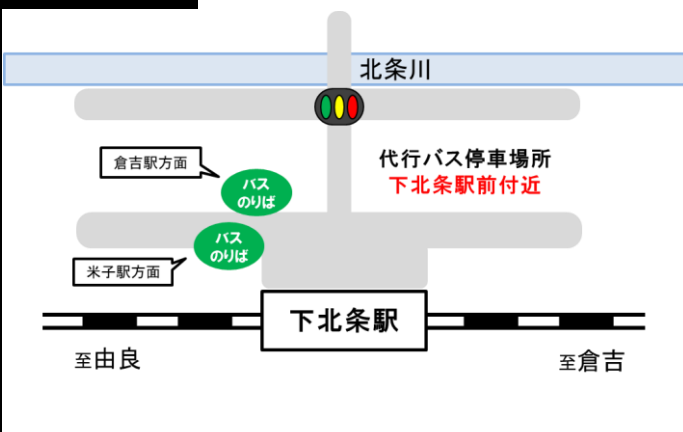 北条川
代行バス停車場所
下北条駅前付近
倉吉駅方面
バス
のりば
バス
のりば
米子駅方面
下北条駅
至由良
至倉吉